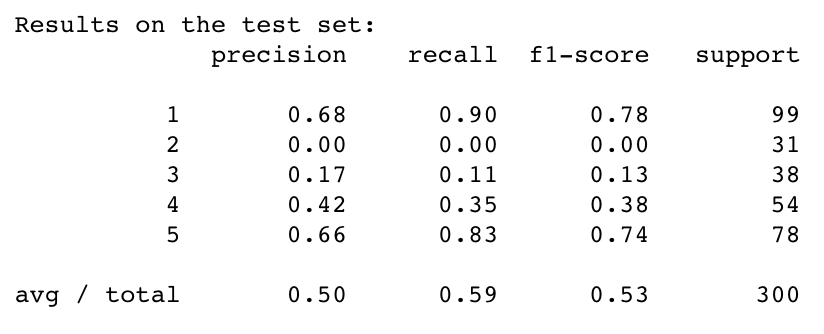 Results on the test set:
precision recall f1-score support
1 0.68 0.90 0.78 99
2 0.00 0.00 0.00 31
3 0.17 0.11 0.13 38
4 0.42 0.35 0.38 54
5 0.66 0.83 0.74 78
avg / total 0.50 0.59 0.53 300